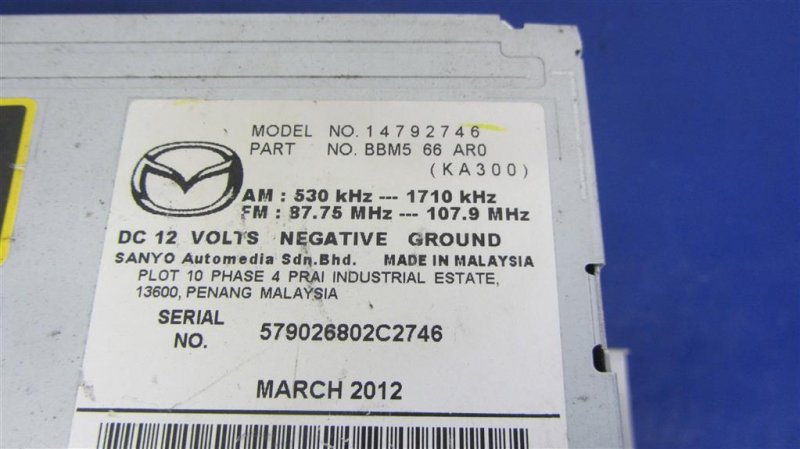 MODEL NO. 14792746
PART NO. BBM5 66 AR0
(KA300)
AM : 530 kHz --- 1710 kHz
FM : 87.75 MHz --- 107.9 MHz
DC 12 VOLTS NEGATIVE GROUND
SANYO Automedia Sdn.Bhd. MADE IN MALAYSIA
PLOT 10 PHASE 4 PRAI INDUSTRIAL ESTATE,
13600, PENANG MALAYSIA
SERIAL NO. 579026802C2746
MARCH 2012